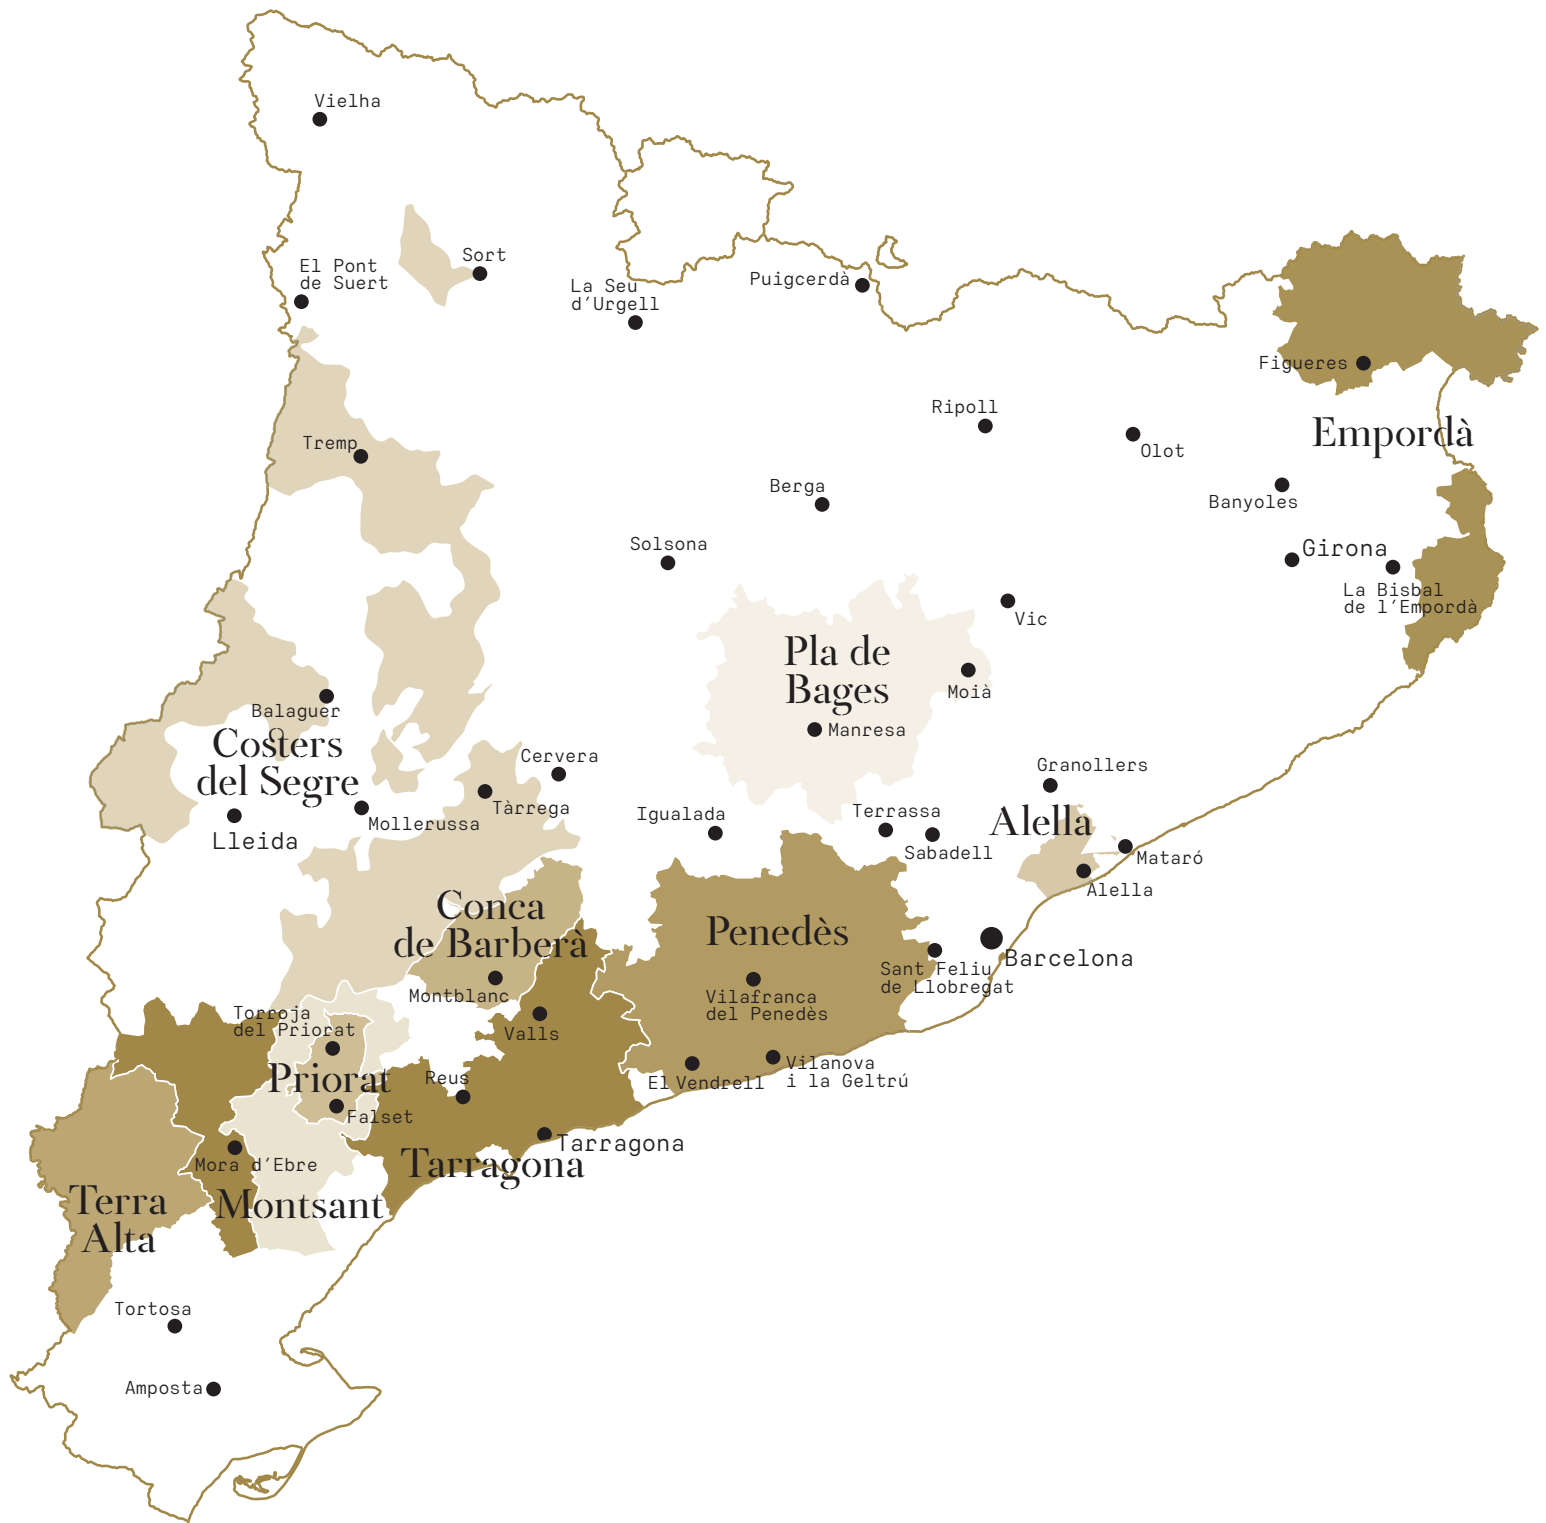 Vielha
Sort
El Pont
de Suert
La Seu
d'Urgell
Puigcerdà
Figueres
Ripoll
Empordà
Tremp
Olot
Berga
Banyoles
Solsona
Girona
La Bisbal
de l'Empordà
Vic
Pla de
Bages
Moià
Balaguer
Manresa
Costers
del Segre
Cervera
Granollers
Tàrrega
Mollerussa
Lleida
Igualada
Terrassa
Alella
Sabadell
Mataró
Alella
Conca
de Barberà
Penedès
Barcelona
Sant Feliu
de Llobregat
Montblanc
Vilafranca
del Penedès
Torroja
del Priorat
Valls
Priorat
Reus
El Vendrell
Vilanova
i la Geltrú
Falset
Tarragona
Mora d'Ebre
Tarragona
Terra
Alta
Montsant
Tortosa
Amposta